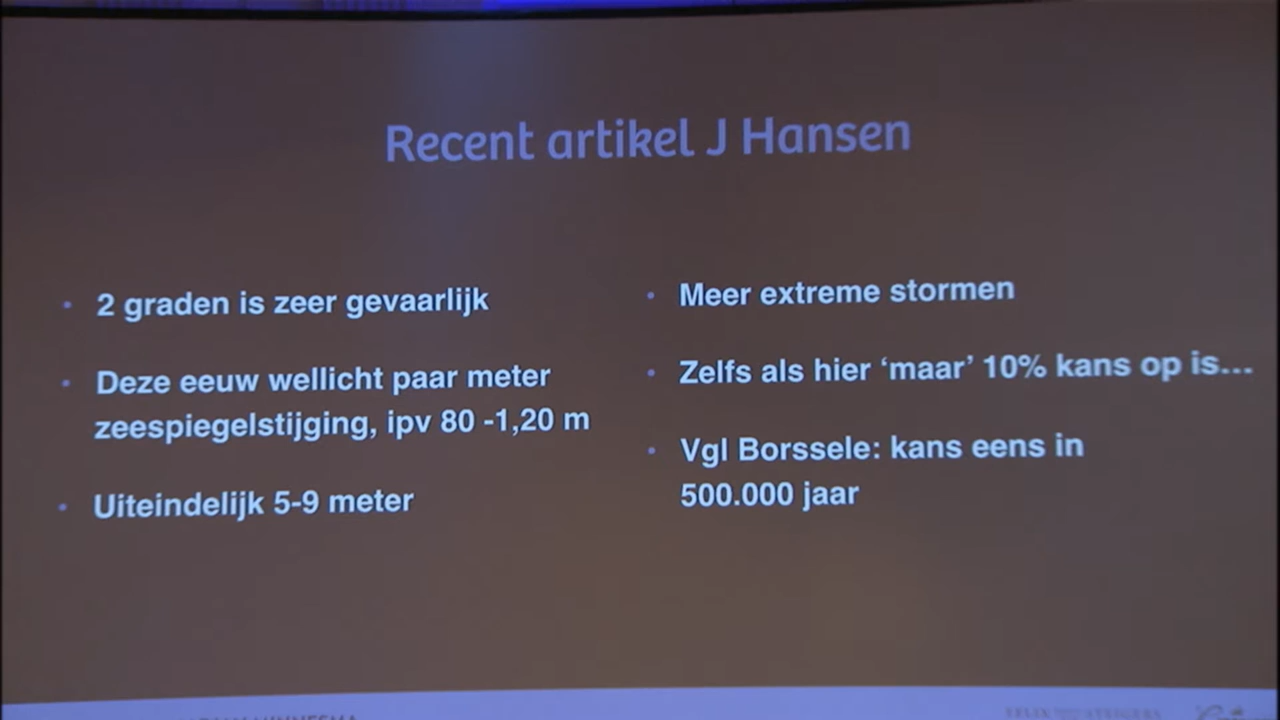 Recent artikel J Hansen
• 2 graden is zeer gevaarlijk
• Deze eeuw wellicht paar meter
zeespiegelstijging, ipv 80 -1,20 m
• Uiteindelijk 5-9 meter
• Meer extreme stormen
• Zelfs als hier ‘maar’ 10% kans op is...
• Vgl Borssele: kans eens in
500.000 jaar